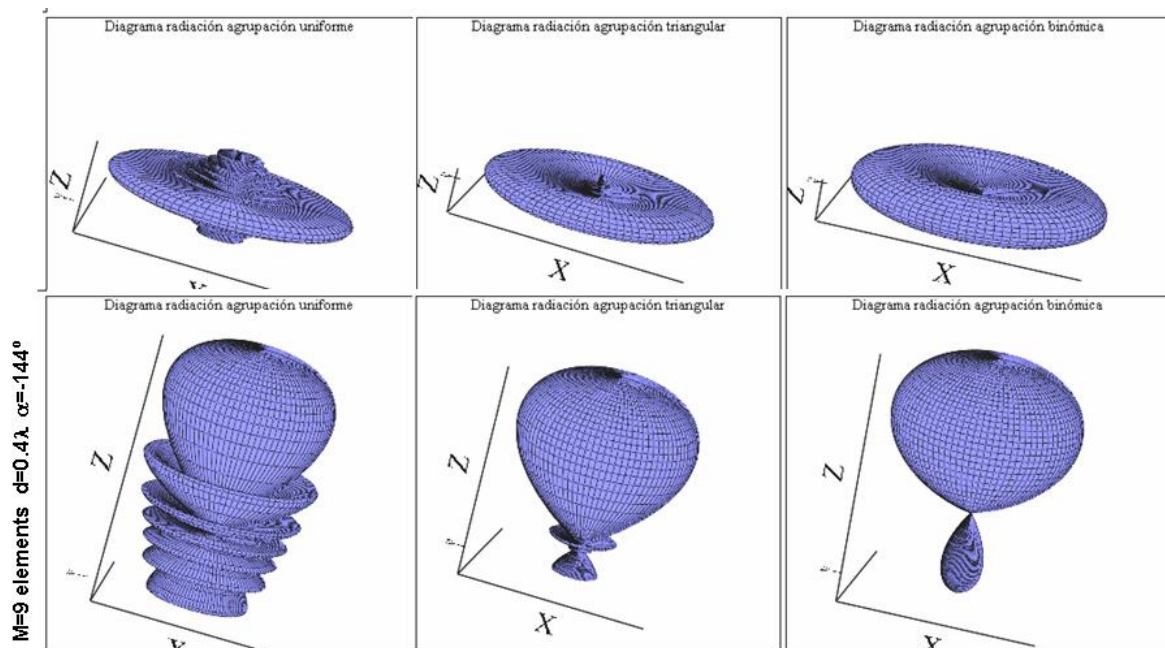 Diagrama radiación agrupación uniforme
Diagrama radiación agrupación triangular
Diagrama radiación agrupación binómica
Z
X
Z
X
Z
X
Diagrama radiación agrupación uniforme
Diagrama radiación agrupación triangular
Diagrama radiación agrupación binómica
M=9 elements d=0.4λ α=-144º
Z
X
Z
X
Z
X